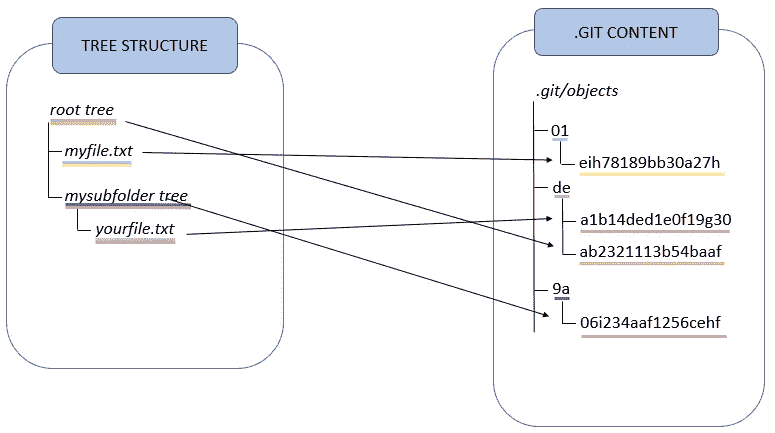 TREE STRUCTURE
root tree
myfile.txt
mysubfolder tree
yourfile.txt
.GIT CONTENT
.git/objects
01
eih78189bb30a27h
de
a1b14ded1e0f19g30
ab2321113b54baaf
9a
06i234aaf1256cehf